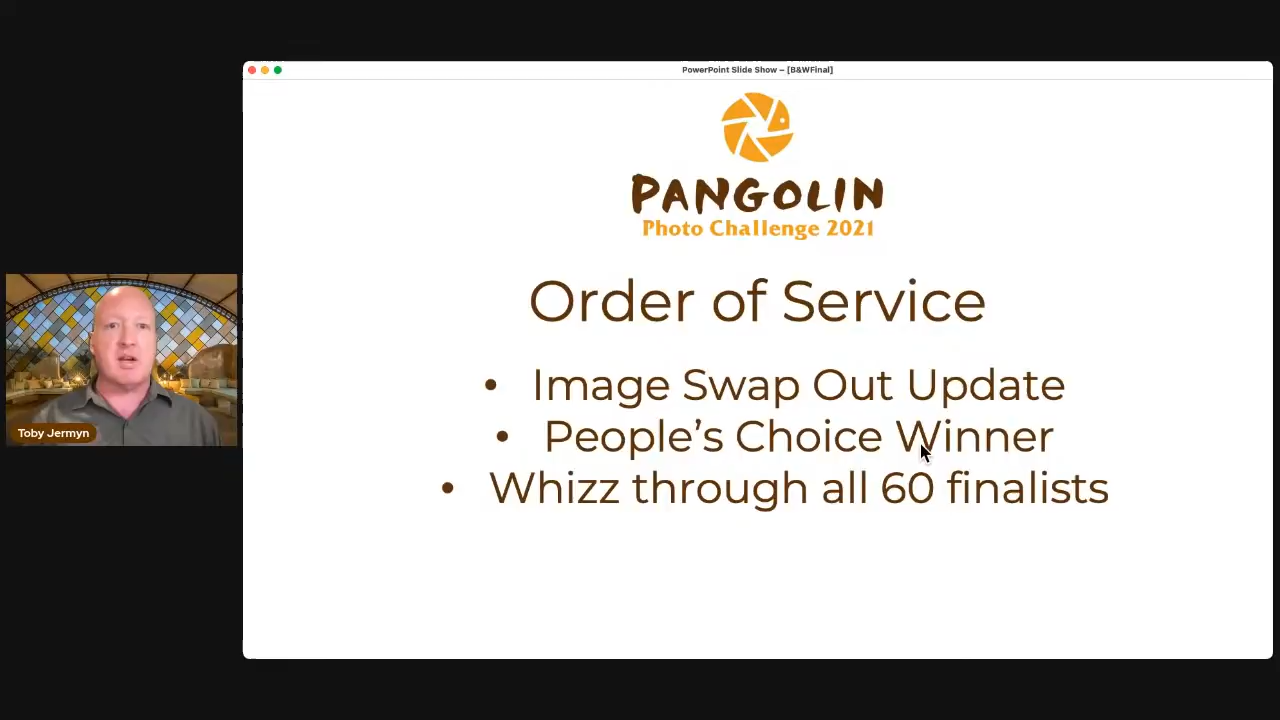 PowerPoint Slide Show – [B&WFinal]
PANGOLIN
Photo Challenge 2021
Order of Service
• Image Swap Out Update
• People’s Choice Winner
• Whizz through all 60 finalists
Toby Jermyn